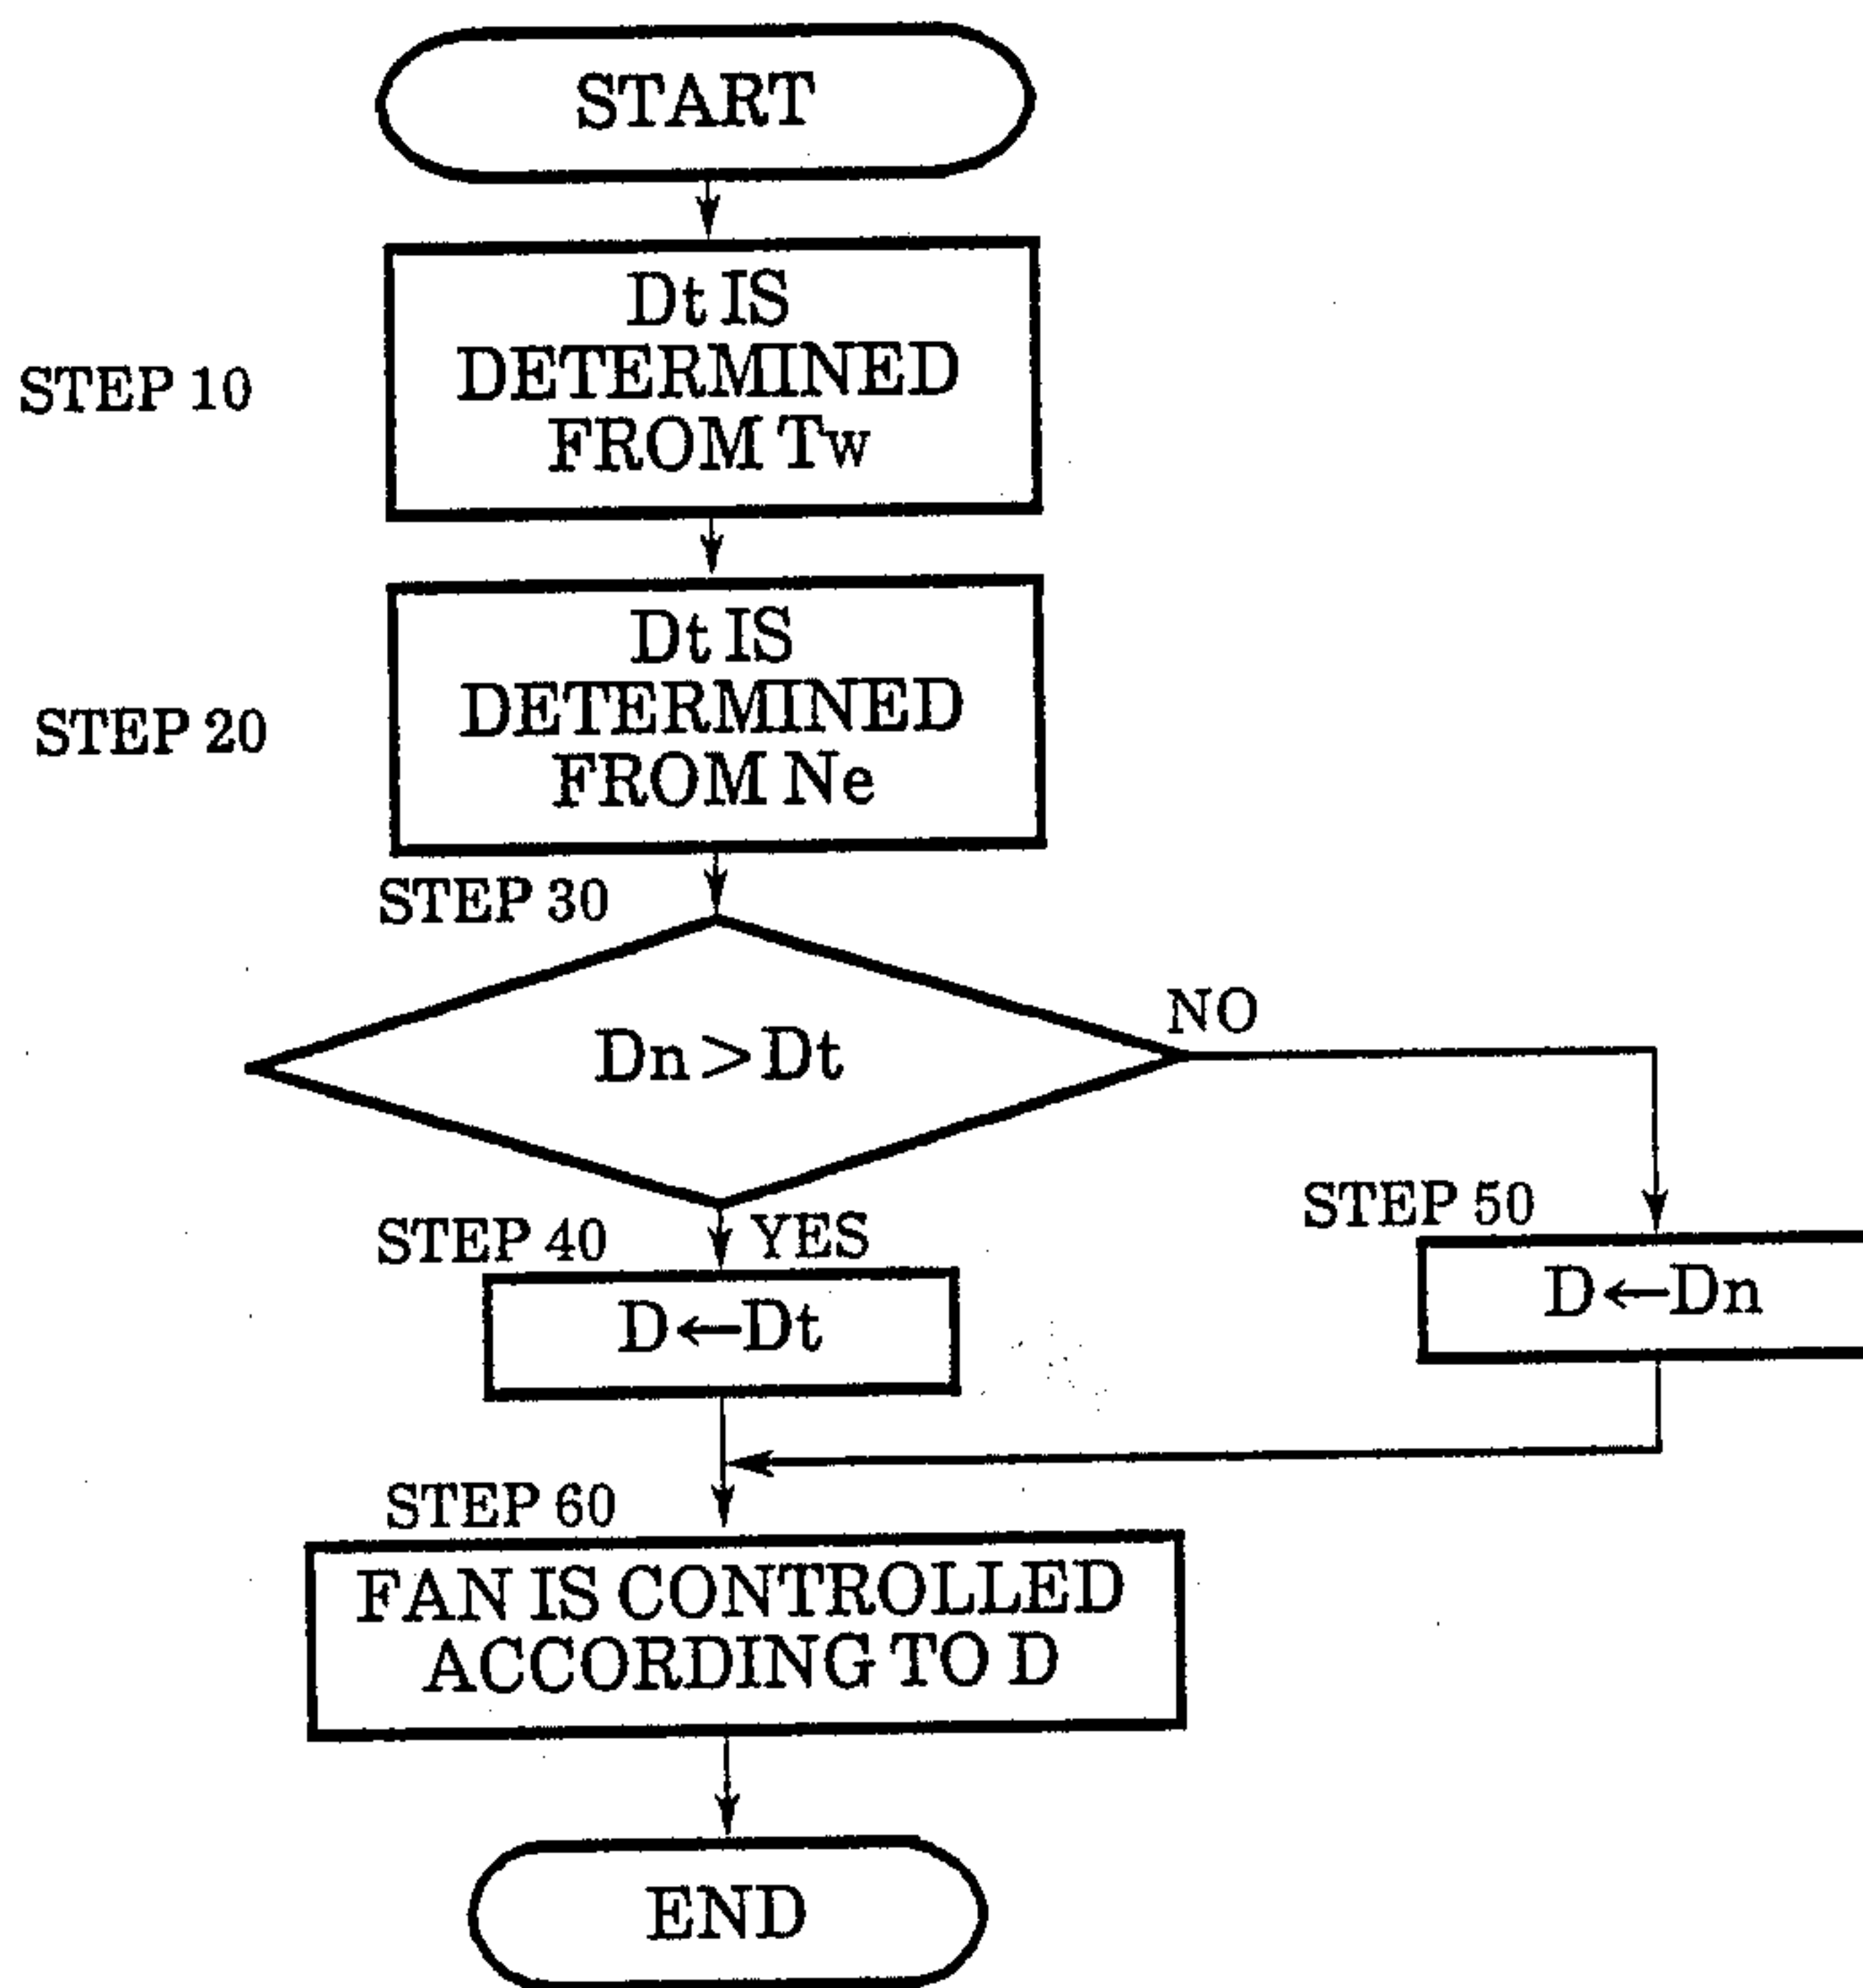 START
STEP 10
Dt IS
DETERMINED
FROM Tw
STEP 20
Dt IS
DETERMINED
FROM Ne
STEP 30
Dn > Dt
NO
STEP 40
YES
D←Dt
STEP 50
D←Dn
STEP 60
FAN IS CONTROLLED
ACCORDING TO D
END